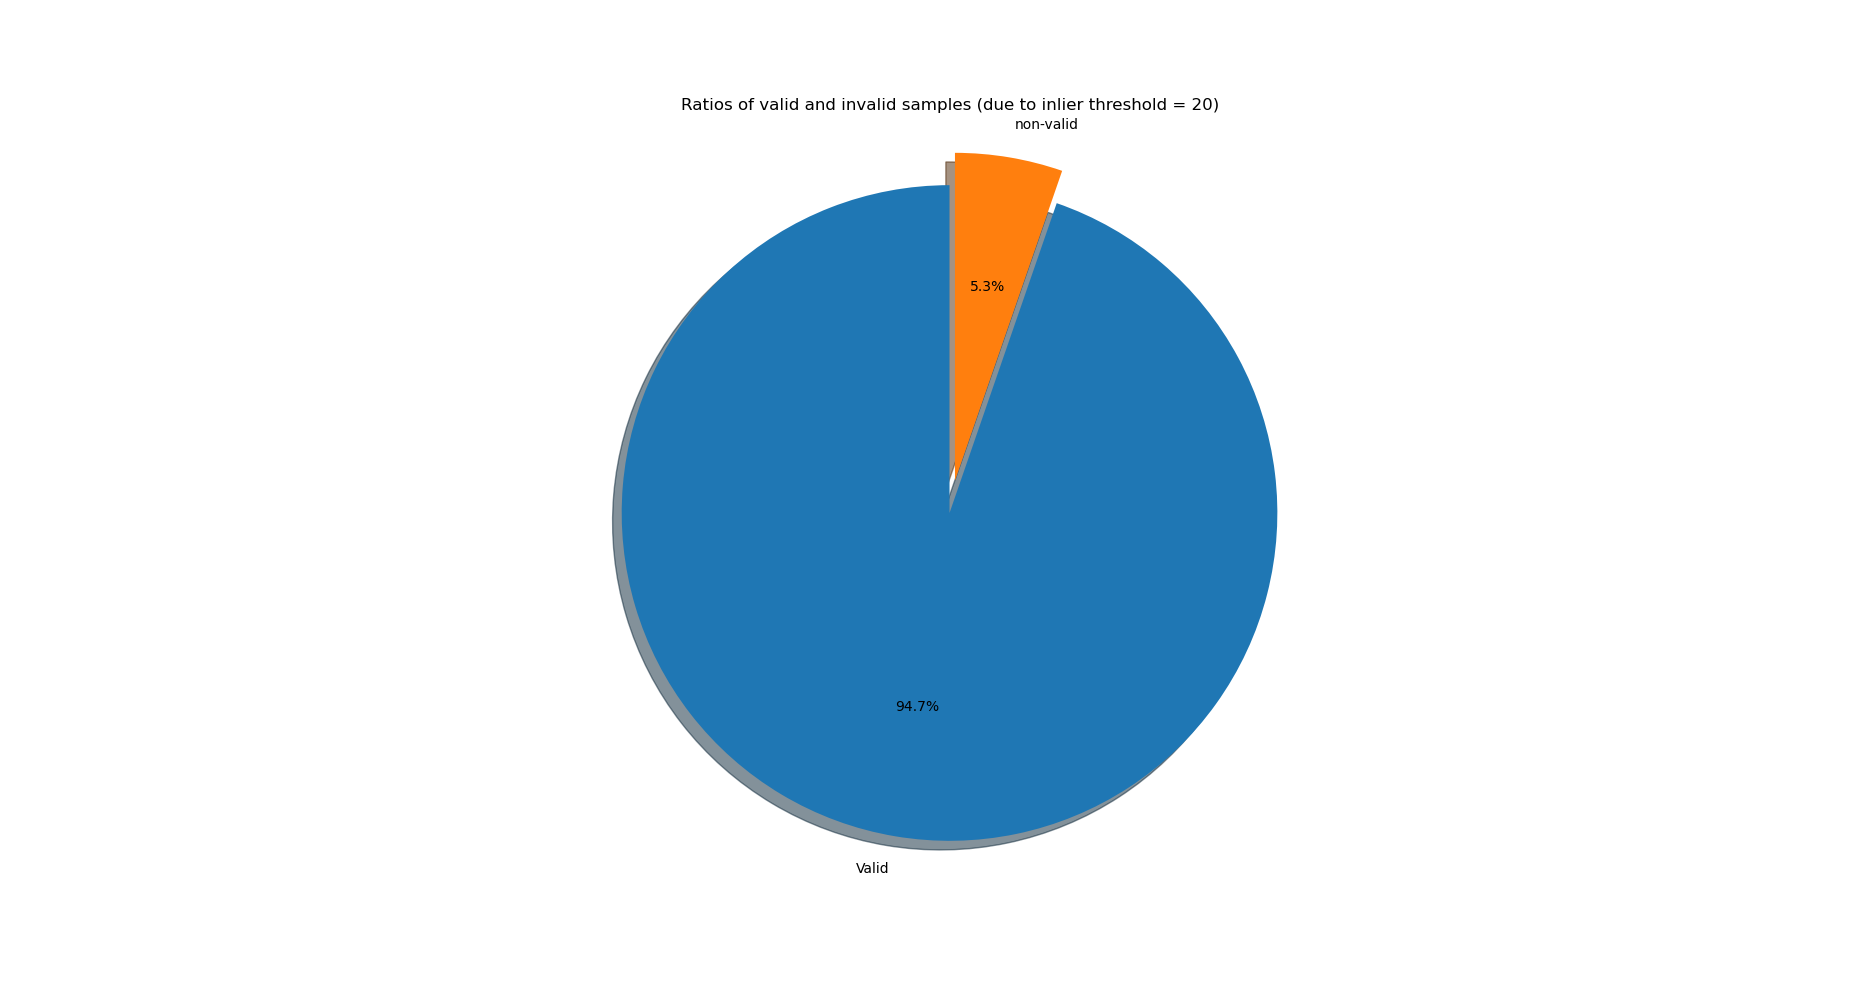 Ratios of valid and invalid samples (due to inlier threshold = 20)
non-valid
5.3%
94.7%
Valid